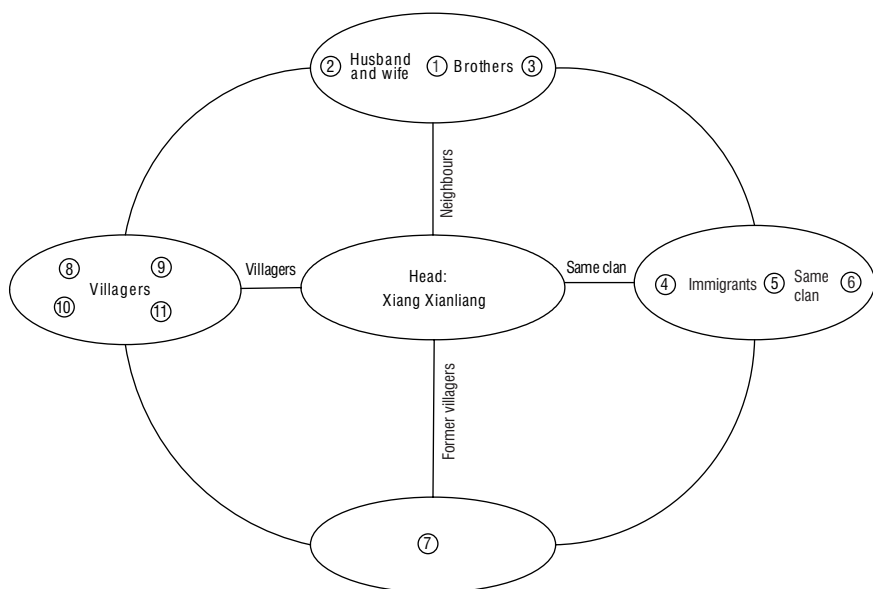 ② Husband and wife ① Brothers ③
Neighbours
⑧ ⑨
Villagers
⑩ ⑪
Villagers
Head:
Xiang Xianliang
Same clan
④ Immigrants ⑤ Same clan ⑥
Former villagers
⑦